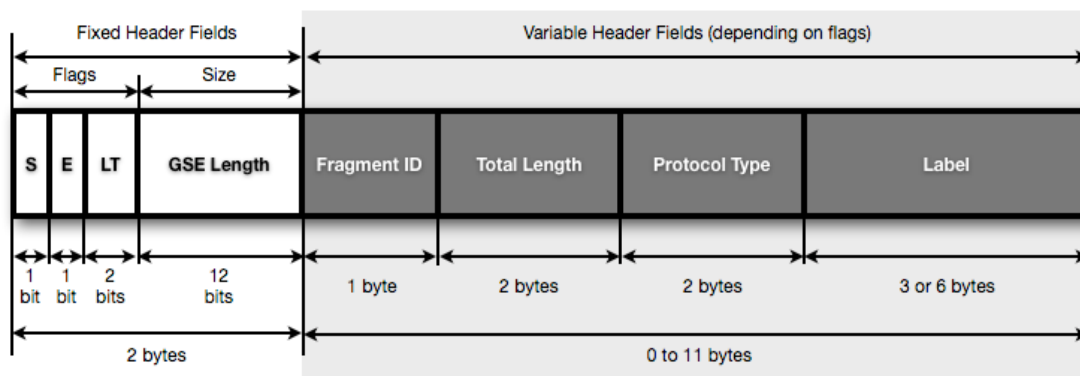 Fixed Header Fields
Variable Header Fields (depending on flags)
Flags
Size
S
E
LT
GSE Length
Fragment ID
Total Length
Protocol Type
Label
1
bit
1
bit
2
bits
12
bits
1 byte
2 bytes
2 bytes
3 or 6 bytes
2 bytes
0 to 11 bytes